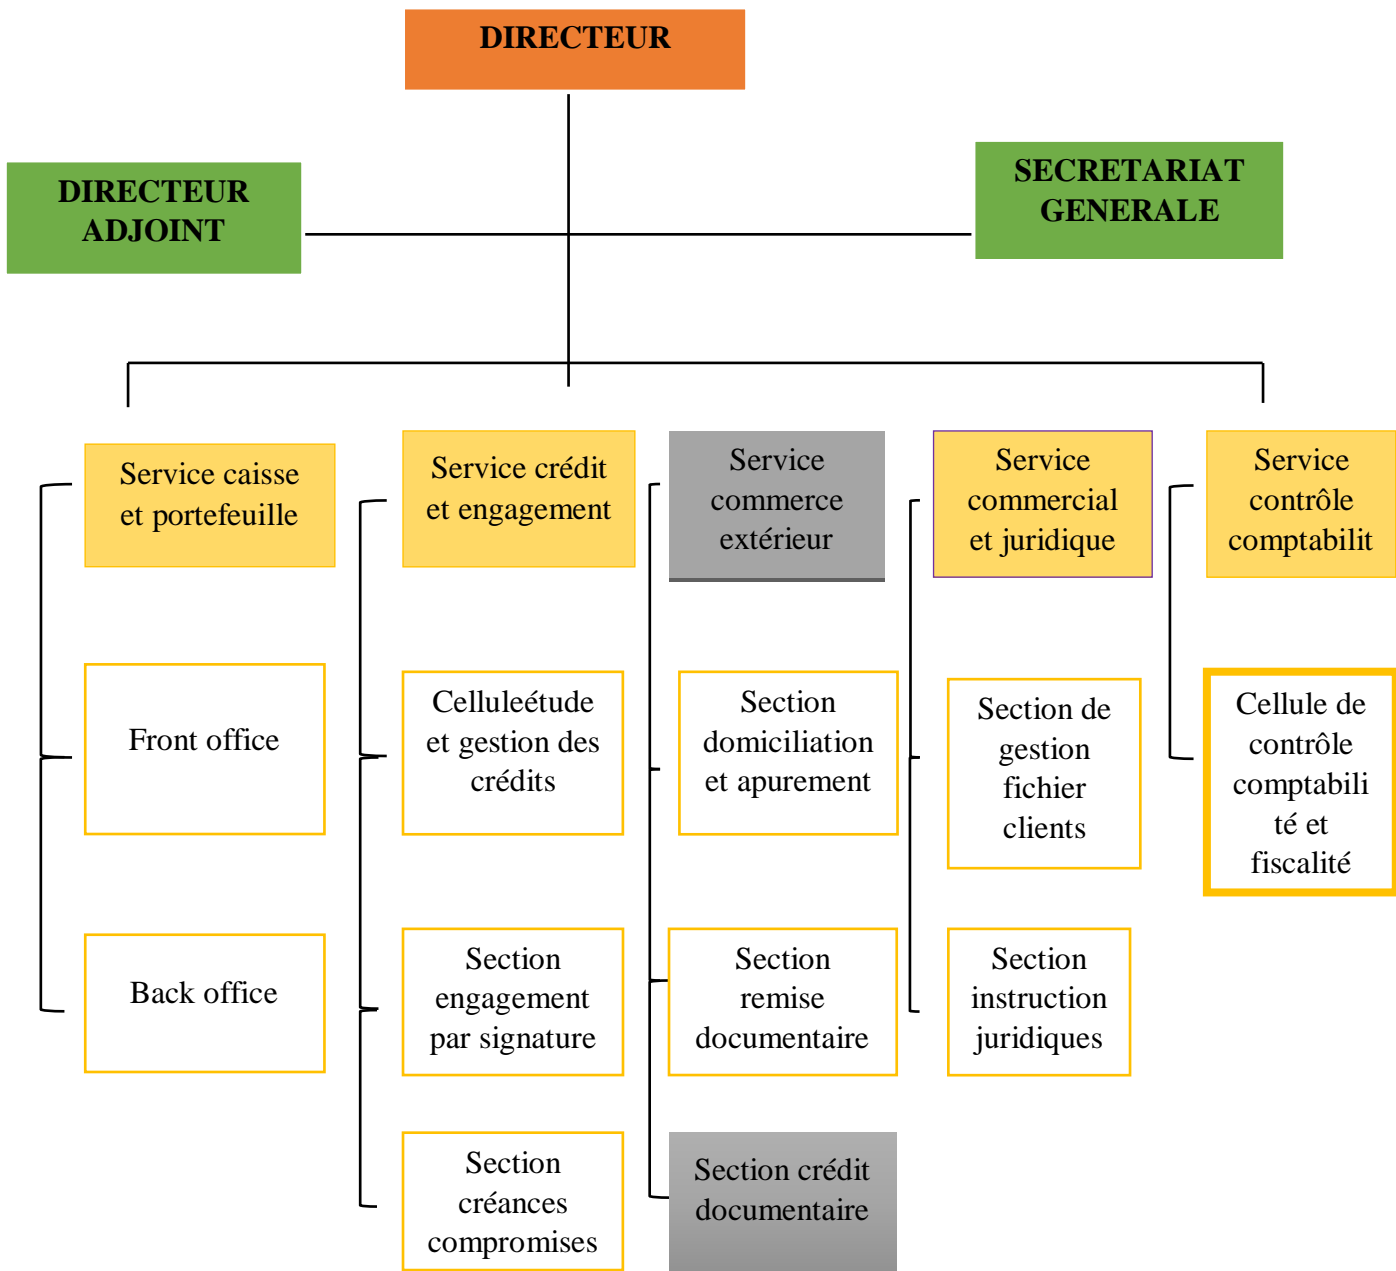 DIRECTEUR
DIRECTEUR
ADJOINT
SECRETARIAT
GENERALE
Service caisse
et portefeuille
Service crédit
et engagement
Service
commerce
extérieur
Service
commercial
et juridique
Service
contrôle
comptabilit
Front office
Celluleétude
et gestion des
crédits
Section
domiciliation
et apurement
Section de
gestion
fichier
clients
Cellule de
contrôle
comptabili
té et
fiscalité
Back office
Section
engagement
par signature
Section
remise
documentaire
Section
instruction
juridiques
Section
créances
compromises
Section crédit
documentaire